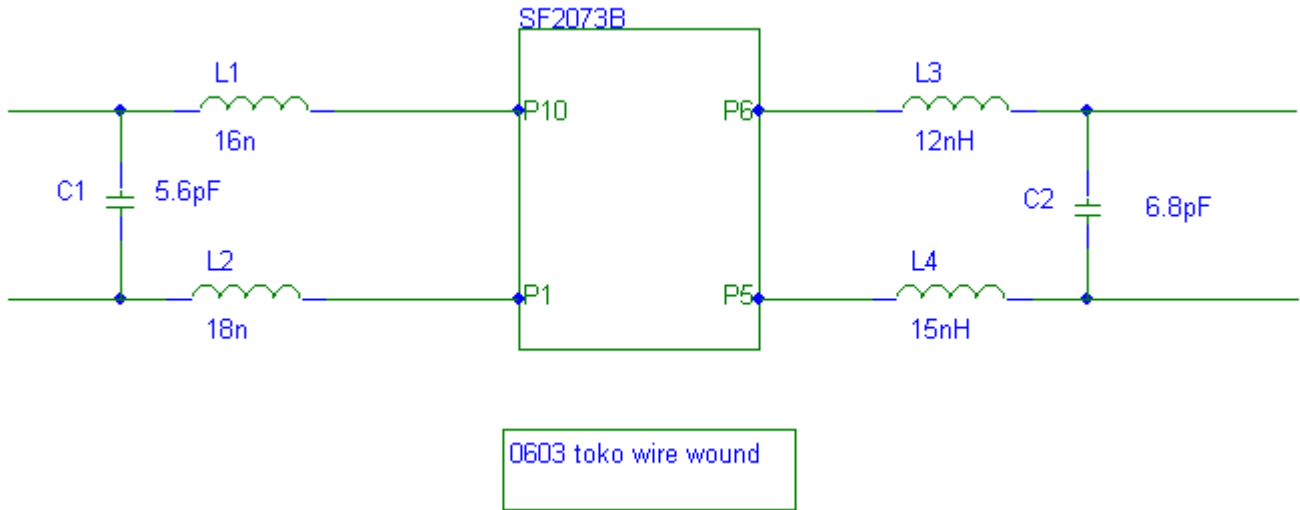 SF2073B
L1
16n
P10
P6
L3
12nH
C1
5.6pF
C2
6.8pF
L2
18n
P1
P5
L4
15nH
0603 toko wire wound